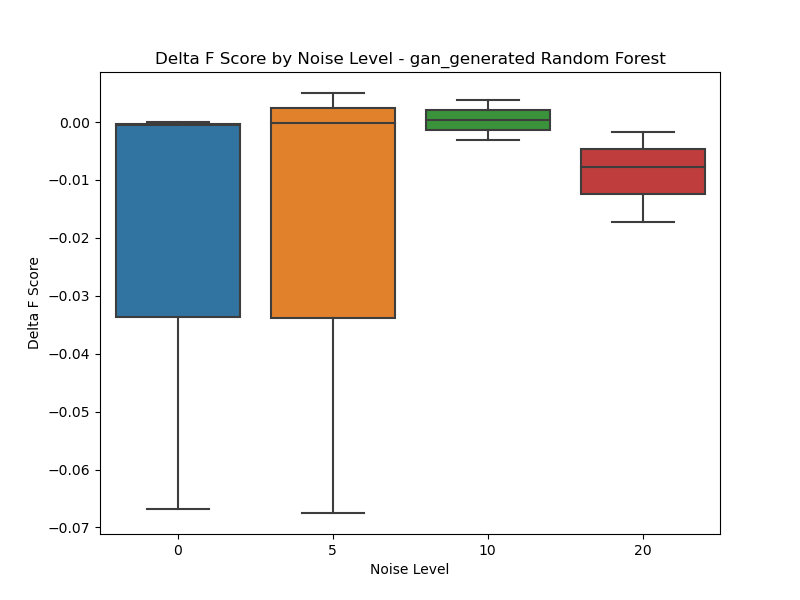 Delta F Score by Noise Level - gan_generated Random Forest
Delta F Score
0.00
−0.01
−0.02
−0.03
−0.04
−0.05
−0.06
−0.07
0 5 10 20
Noise Level